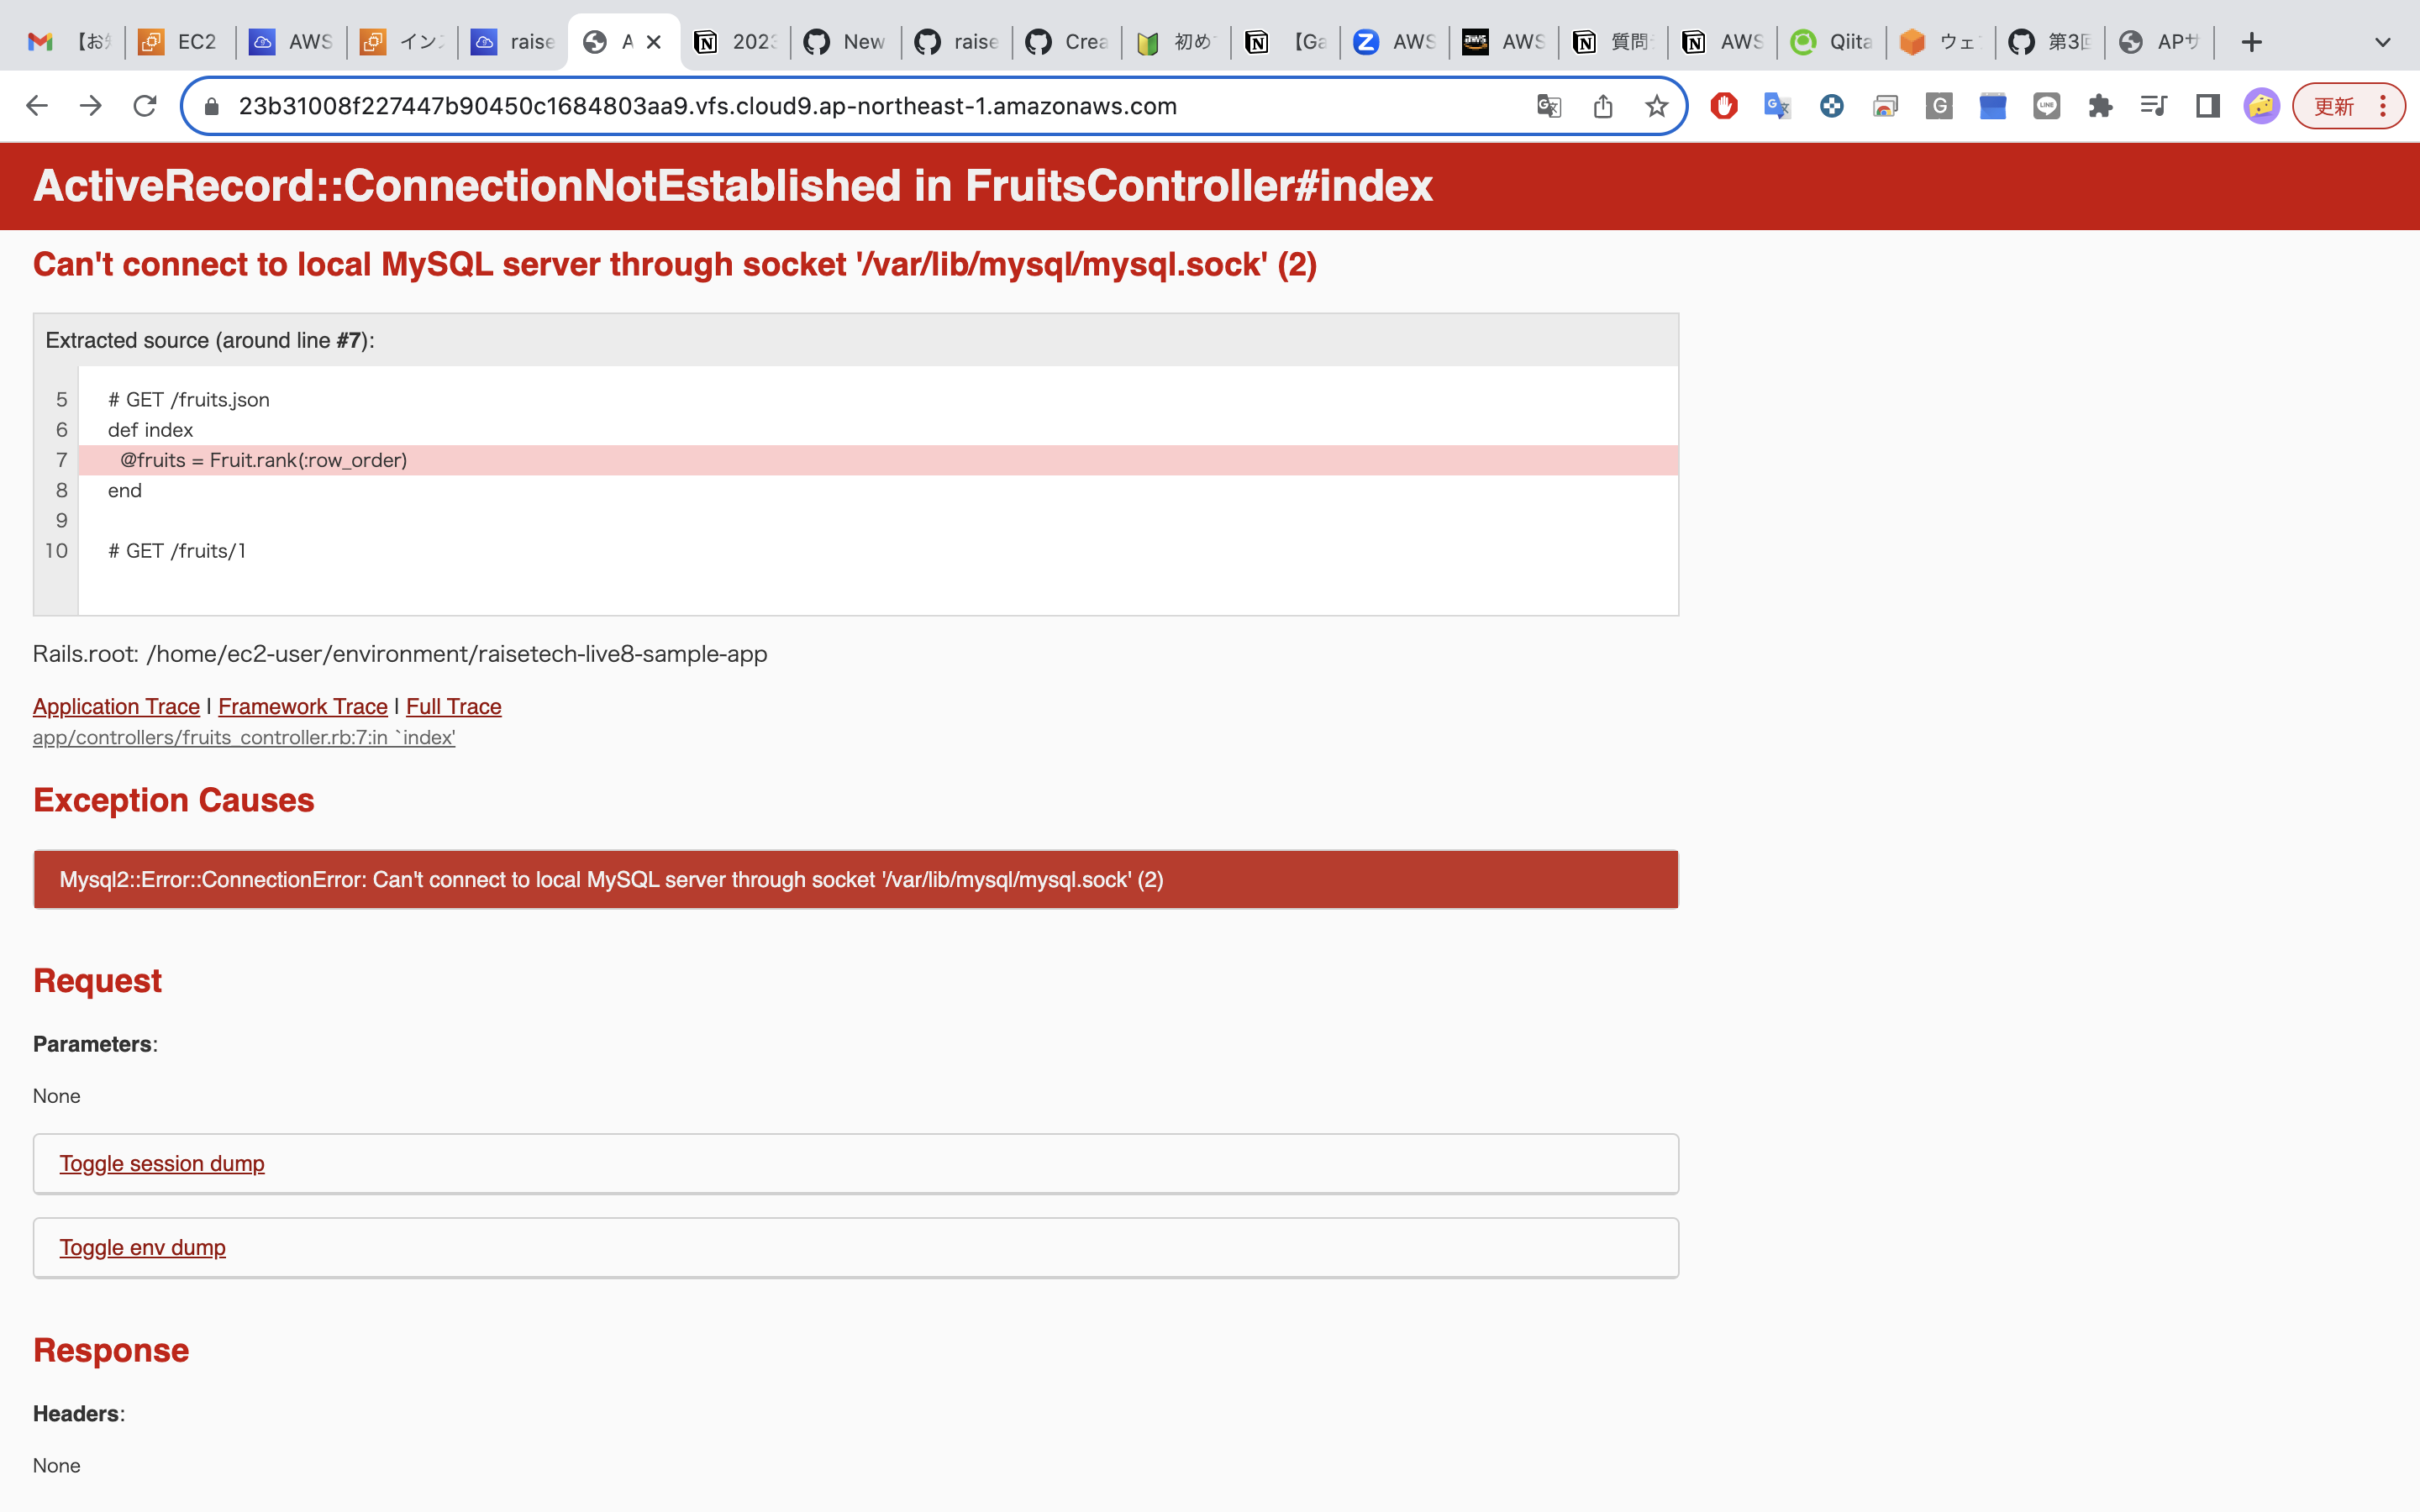 EC2
AWS
raise
A
2023
New
raise
Crea
初め
【Ga
AWS
AWS
質問
AWS
Qiita
ウェ
第3回
APサ
23b31008f227447b90450c1684803aa9.vfs.cloud9.ap-northeast-1.amazonaws.com
更新
ActiveRecord::ConnectionNotEstablished in FruitsController#index
Can't connect to local MySQL server through socket '/var/lib/mysql/mysql.sock' (2)
Extracted source (around line #7):
5 # GET /fruits.json
6 def index
7 @fruits = Fruit.rank(:row_order)
8 end
9
10 # GET /fruits/1
Rails.root: /home/ec2-user/environment/raisetech-live8-sample-app
Application Trace | Framework Trace | Full Trace
app/controllers/fruits_controller.rb:7:in `index'
Exception Causes
Mysql2::Error::ConnectionError: Can't connect to local MySQL server through socket '/var/lib/mysql/mysql.sock' (2)
Request
Parameters:
None
Toggle session dump
Toggle env dump
Response
Headers:
None